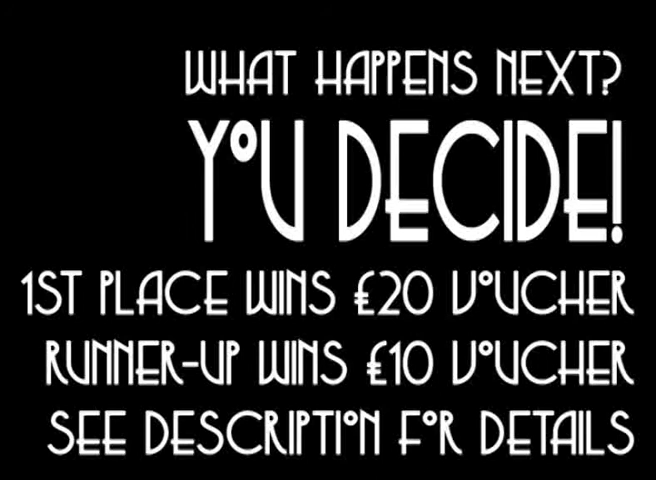 WHAT HAPPENS NEXT?
YOU DECIDE!
1ST PLACE WINS £20 VOUCHER
RUNNER-UP WINS £10 VOUCHER
SEE DESCRIPTION FOR DETAILS